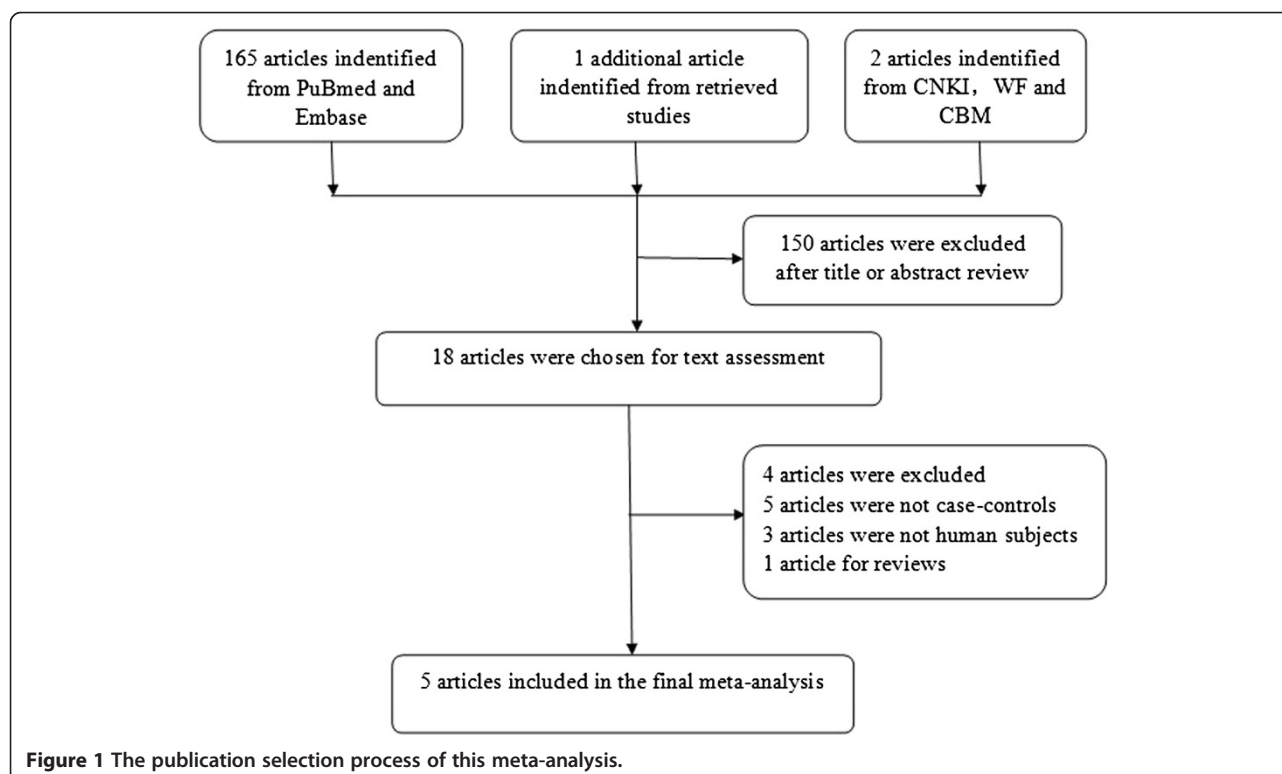 165 articles indentified
from PuBmed and
Embase
1 additional article
indentified from retrieved
studies
2 articles indentified
from CNKI， WF and
CBM
150 articles were excluded
after title or abstract review
18 articles were chosen for text assessment
4 articles were excluded
5 articles were not case-controls
3 articles were not human subjects
1 article for reviews
5 articles included in the final meta-analysis
Figure 1 The publication selection process of this meta-analysis.